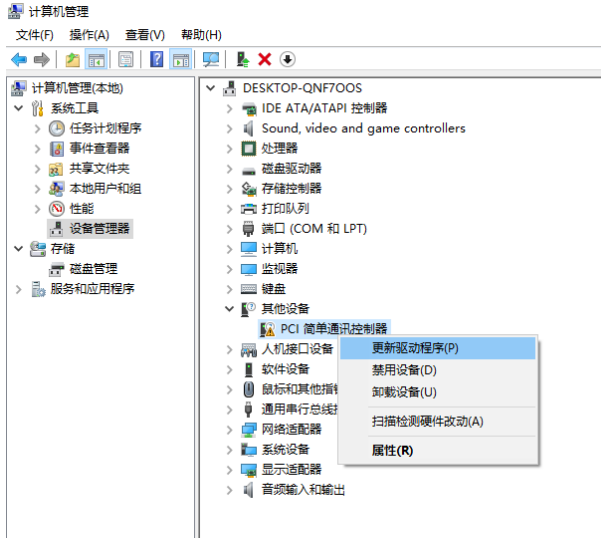 计算机管理
文件(F) 操作(A) 查看(V) 帮助(H)
计算机管理(本地)
系统工具
任务计划程序
事件查看器
共享文件夹
本地用户和组
性能
设备管理器
存储
磁盘管理
服务和应用程序
DESKTOP-QNF7OOS
IDE ATA/ATAPI 控制器
Sound, video and game controllers
处理器
磁盘驱动器
存储控制器
打印队列
端口 (COM 和 LPT)
计算机
监视器
键盘
其他设备
PCI 简单通讯控制器
人机接口设备
软件设备
鼠标和其他指
通用串行总线
网络适配器
系统设备
显示适配器
音频输入和输出
更新驱动程序(P)
禁用设备(D)
卸载设备(U)
扫描检测硬件改动(A)
属性(R)